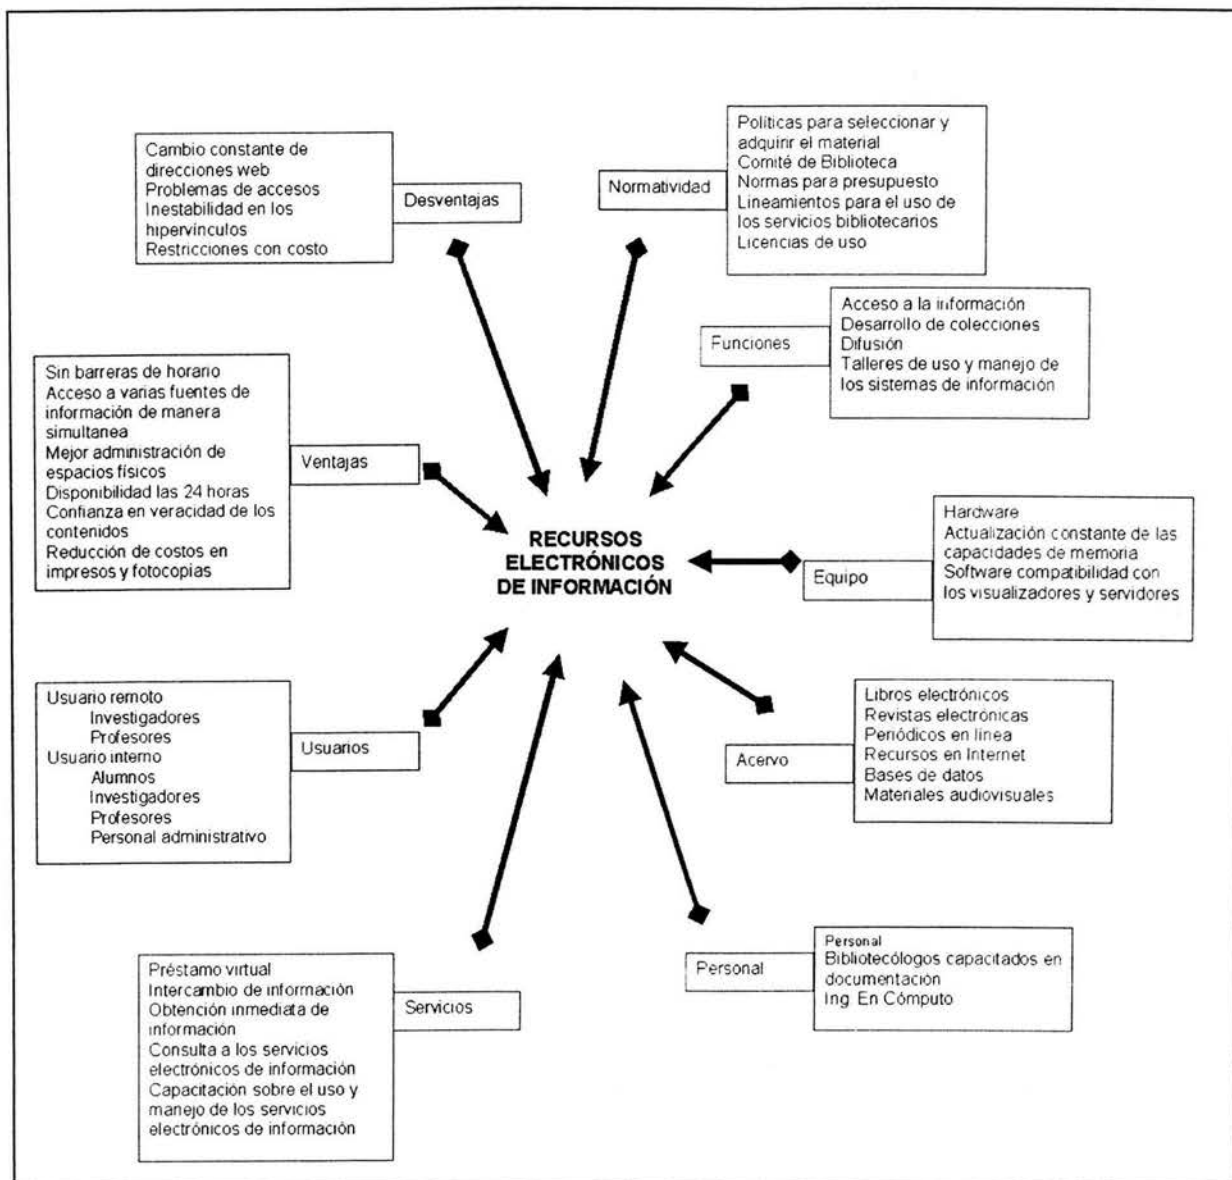 Cambio constante de
direcciones web
Problemas de accesos
Inestabilidad en los
hipervínculos
Restricciones con costo
Desventajas
Normatividad
Políticas para seleccionar y
adquirir el material
Comité de Biblioteca
Normas para presupuesto
Lineamientos para el uso de
los servicios bibliotecarios
Licencias de uso
Funciones
Acceso a la información
Desarrollo de colecciones
Difusión
Talleres de uso y manejo de
los sistemas de información
Sin barreras de horario
Acceso a varias fuentes de
información de manera
simultanea
Mejor administración de
espacios físicos
Disponibilidad las 24 horas
Confianza en veracidad de los
contenidos
Reducción de costos en
impresos y fotocopias
Ventajas
RECURSOS
ELECTRÓNICOS
DE INFORMACIÓN
Equipo
Hardware
Actualización constante de las
capacidades de memoria
Software compatibilidad con
los visualizadores y servidores
Usuario remoto
Investigadores
Profesores
Usuario interno
Alumnos
Investigadores
Profesores
Personal administrativo
Usuarios
Acervo
Libros electrónicos
Revistas electrónicas
Periódicos en línea
Recursos en Internet
Bases de datos
Materiales audiovisuales
Préstamo virtual
Intercambio de información
Obtención inmediata de
información
Consulta a los servicios
electrónicos de información
Capacitación sobre el uso y
manejo de los servicios
electrónicos de información
Servicios
Personal
Personal
Bibliotecólogos capacitados en
documentación
Ing. En Cómputo